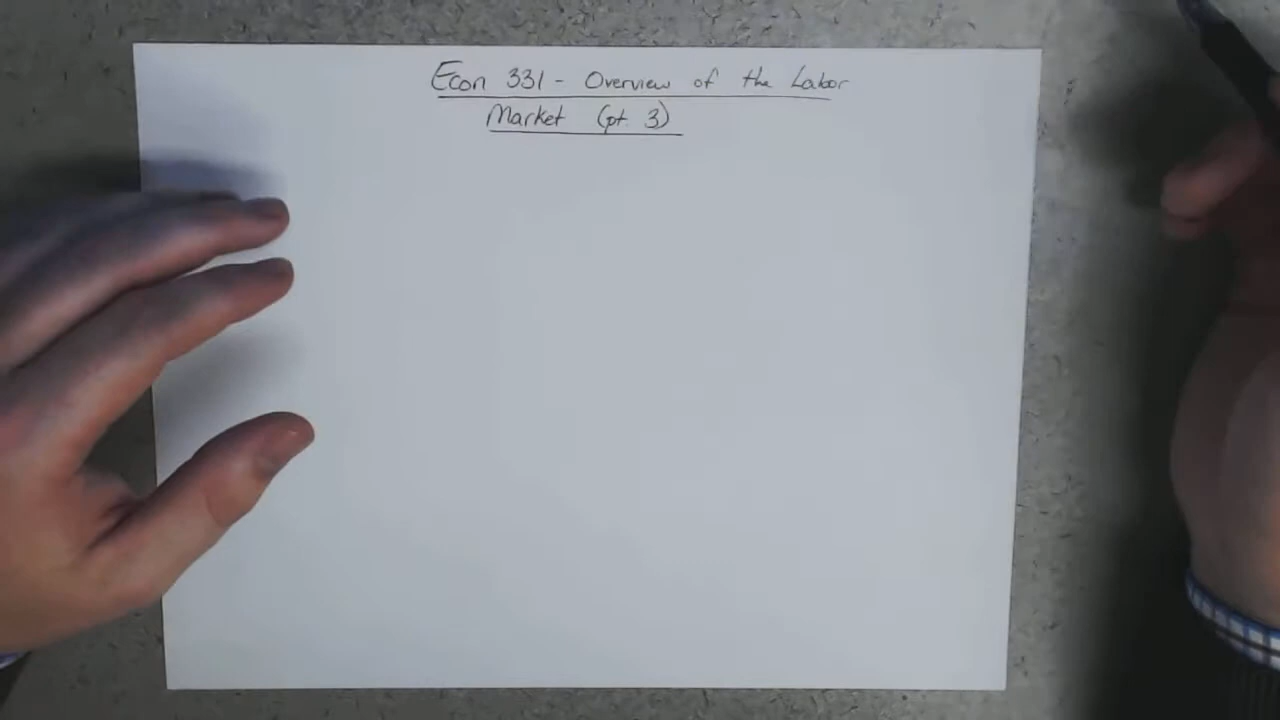 Econ 331 - Overview of the Labor
Market (pt. 3)